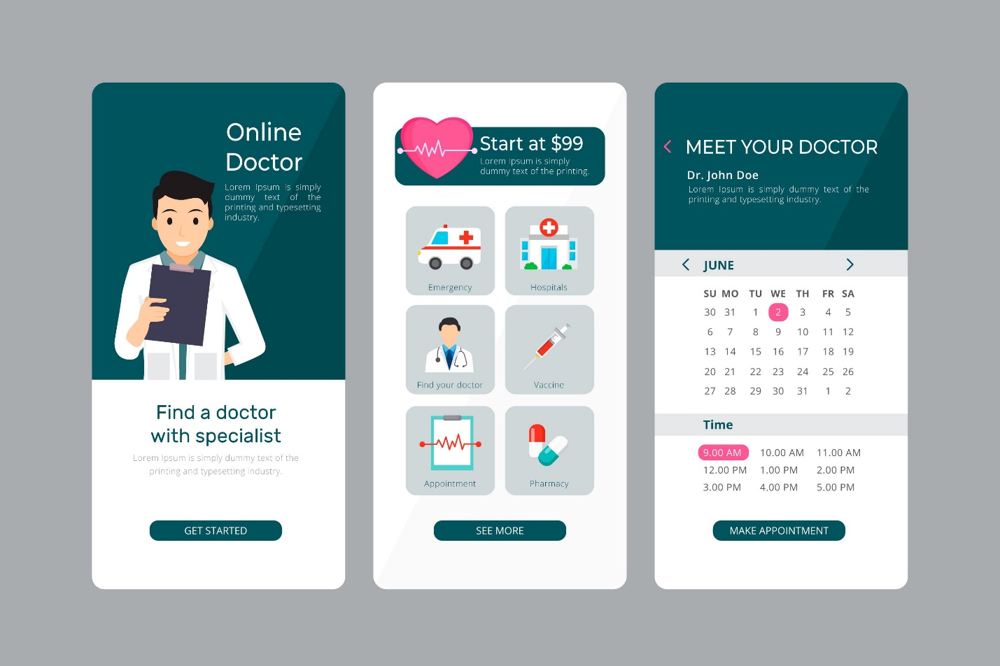 Online
Doctor
Lorem Ipsum is simply
dummy text of the
printing and typesetting
industry.
Find a doctor
with specialist
Lorem Ipsum is simply dummy text of the
printing and typesetting industry.
GET STARTED
Start at $99
Lorem Ipsum is simply
dummy text of the printing.
Emergency
Hospitals
Find your doctor
Vaccine
Appointment
Pharmacy
SEE MORE
MEET YOUR DOCTOR
Dr. John Doe
Lorem Ipsum is simply dummy text of the
printing and typesetting industry.
JUNE
SU MO TU WE TH FR SA
30 31 1 2 3 4 5
6 7 8 9 10 11 12
13 14 15 16 17 18 19
20 21 22 23 24 25 26
27 28 29 30 31 1 2
Time
9.00 AM 10.00 AM 11.00 AM
12.00 PM 1.00 PM 2.00 PM
3.00 PM 4.00 PM 5.00 PM
MAKE APPOINTMENT